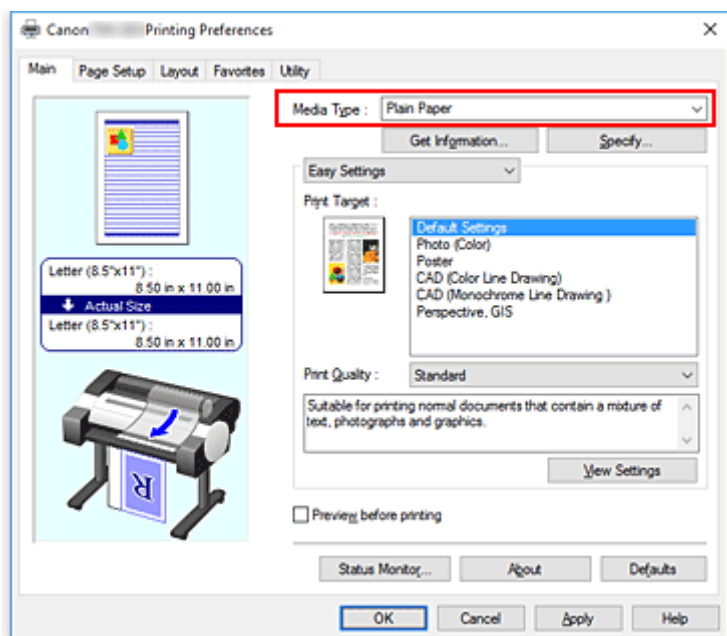 Canon Printing Preferences
Main Page Setup Layout Favorites Utility
Media Type : Plain Paper
Get Information... Specify...
Easy Settings
Print Target :
Default Settings
Photo (Color)
Poster
CAD (Color Line Drawing)
CAD (Monochrome Line Drawing )
Perspective, GIS
Letter (8.5"x11") :
8.50 in x 11.00 in
Actual Size
Letter (8.5"x11") :
8.50 in x 11.00 in
Print Quality : Standard
Suitable for printing normal documents that contain a mixture of
text, photographs and graphics.
View Settings
R
Preview before printing
Status Monitor... About Defaults
OK Cancel Apply Help